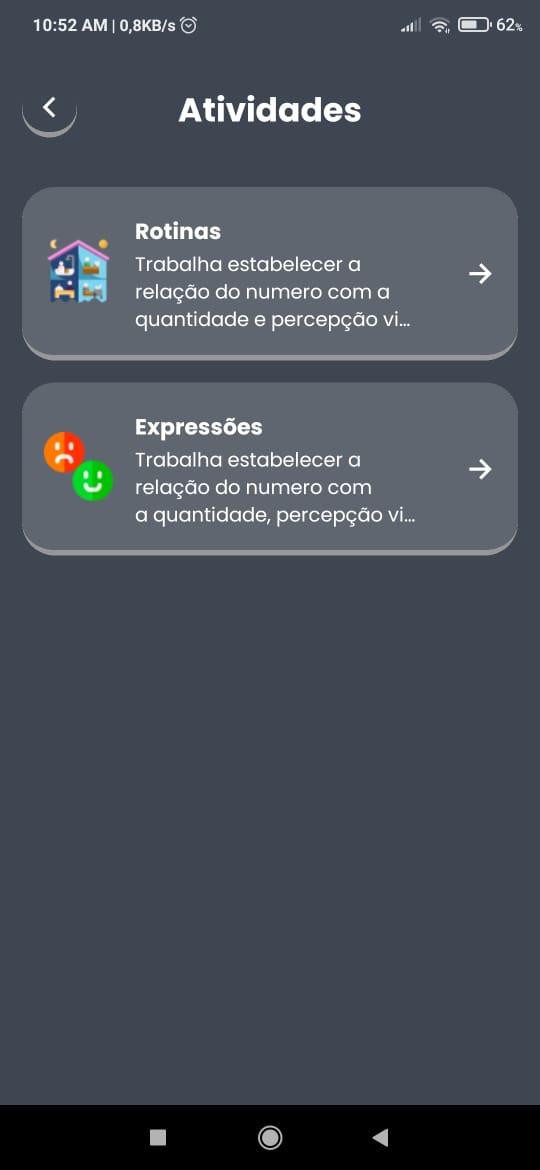 10:52 AM | 0,8KB/s 62%
Atividades
Rotinas
Trabalha estabelecer a
relação do numero com a
quantidade e percepção vi...
Expressões
Trabalha estabelecer a
relação do numero com
a quantidade, percepção vi...